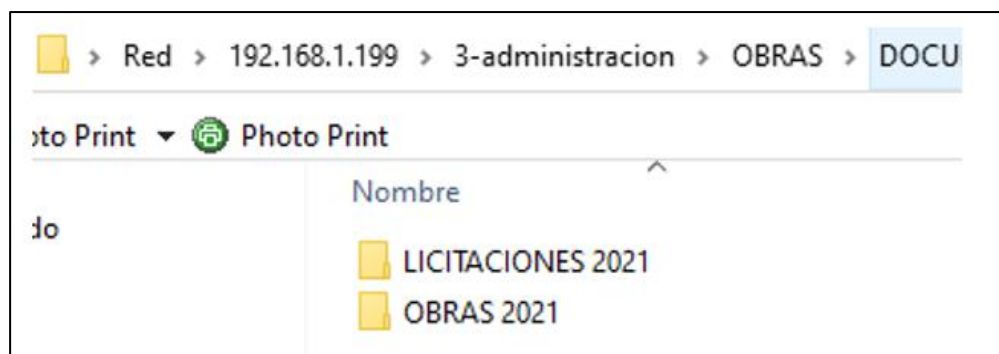 > Red > 192.168.1.199 > 3-administracion > OBRAS > DOCU
oto Print Photo Print
Nombre
do
LICITACIONES 2021
OBRAS 2021